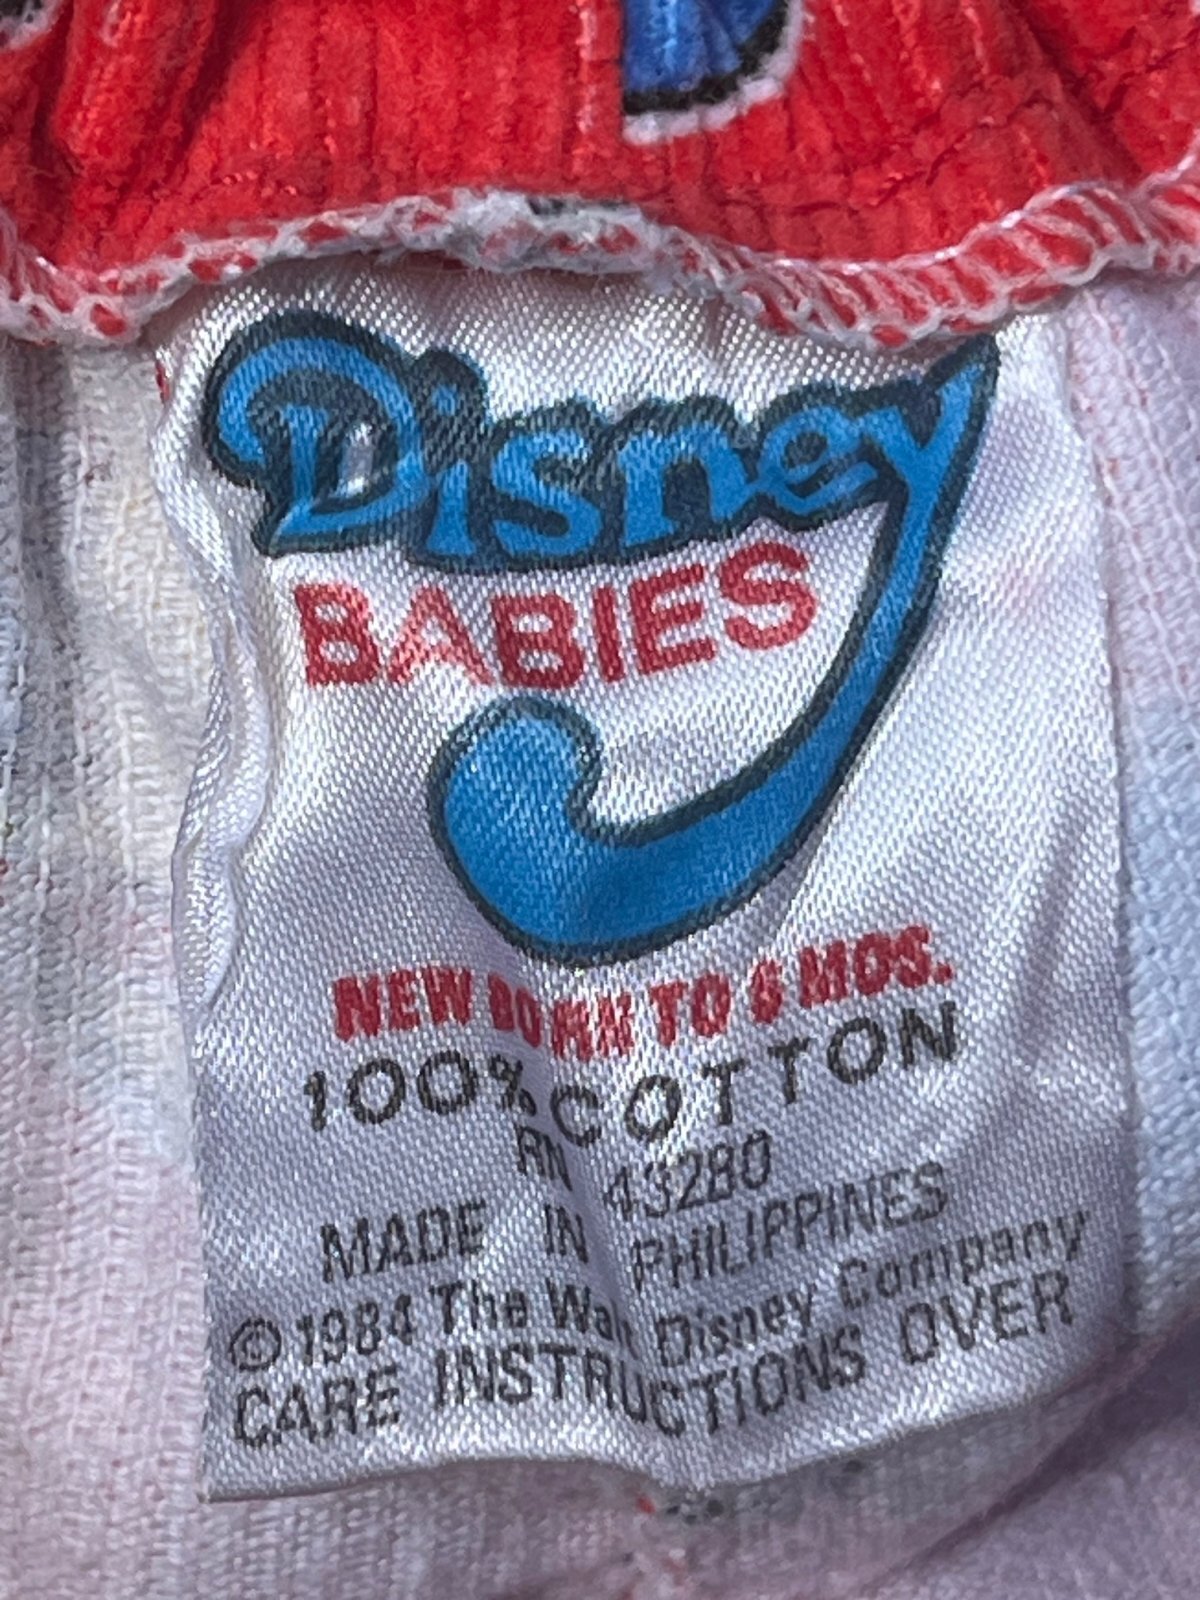 Disney
BABIES
NEW BORN TO 6 MOS.
100% COTTON
RN 43280
MADE IN PHILIPPINES
© 1984 The Walt Disney Company
CARE INSTRUCTIONS OVER